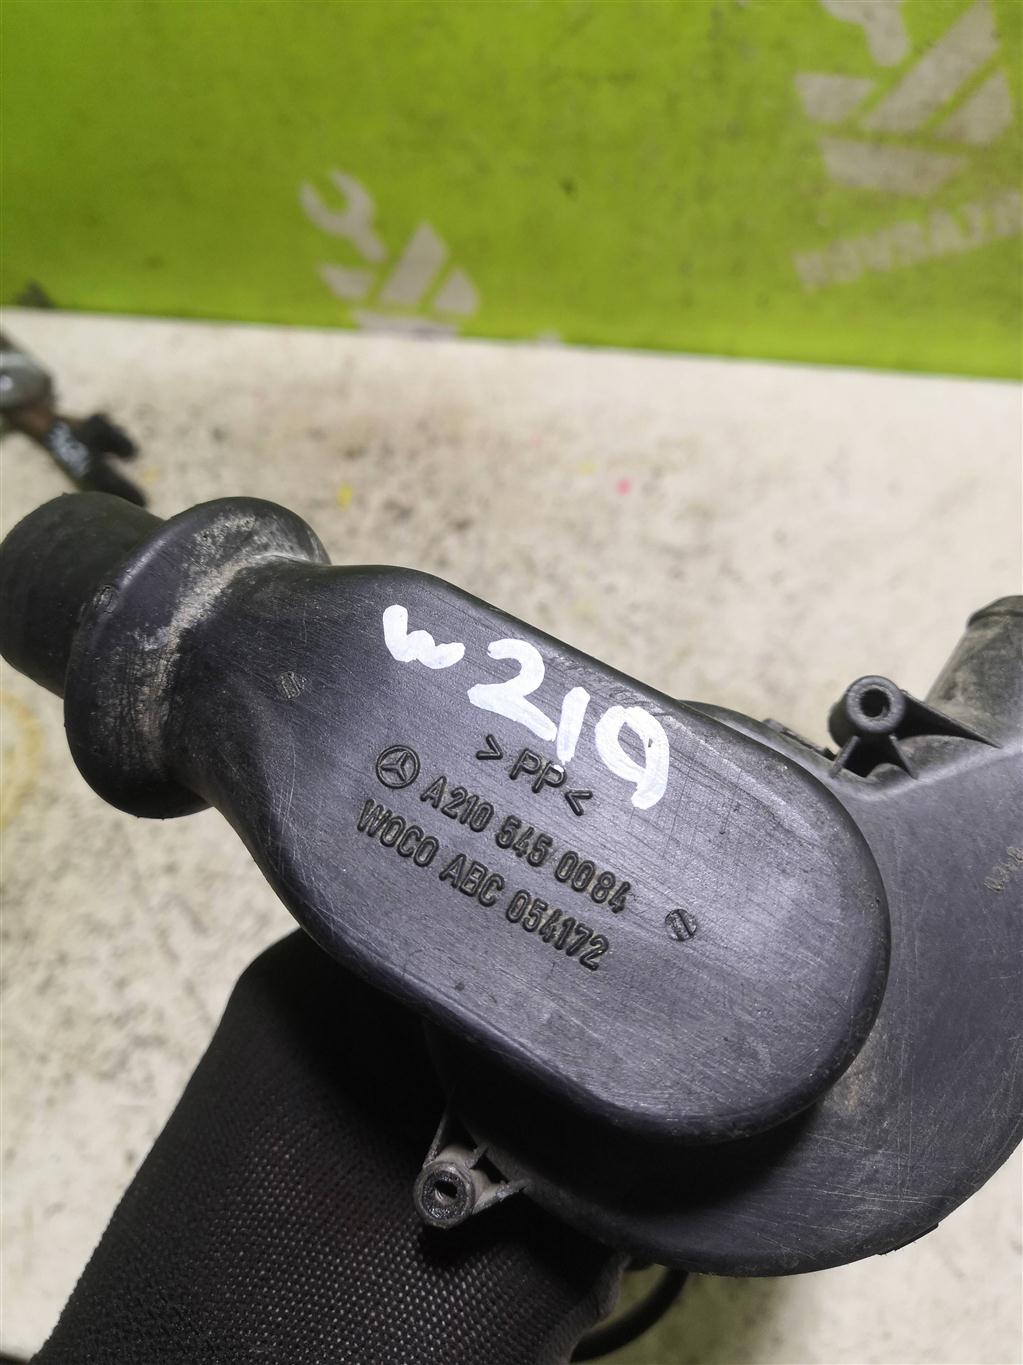 w219
>PP<
A210 545 0084
WOCO ABC 054172